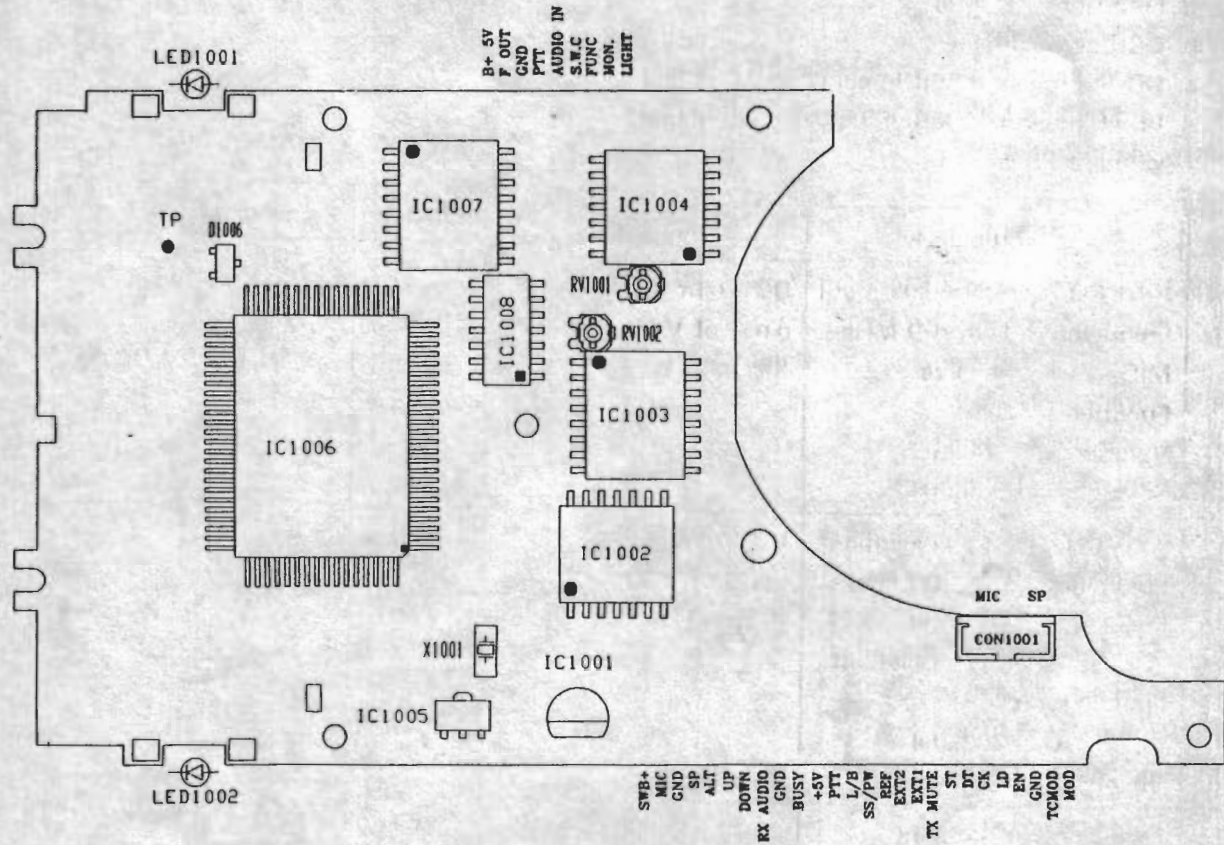 LED1001
B+ 5V
F OUT
GND
PTT
AUDIO IN
S.W.C
FUNC
MON.
LIGHT
IC1007
IC1004
TP
D1006
RV1001
IC1008
RV1002
IC1003
IC1006
IC1002
MIC SP
CON1001
X1001
IC1001
IC1005
LED1002
SWB+
MIC
GND
SP
ALT
UP
DOWN
RX AUDIO
GND
BUSY
+5V
PTT
L/B
SS/PW
REF
EXT2
EXT1
TX MUTE
ST
DT
CK
LD
EN
GND
TCMOD
MOD